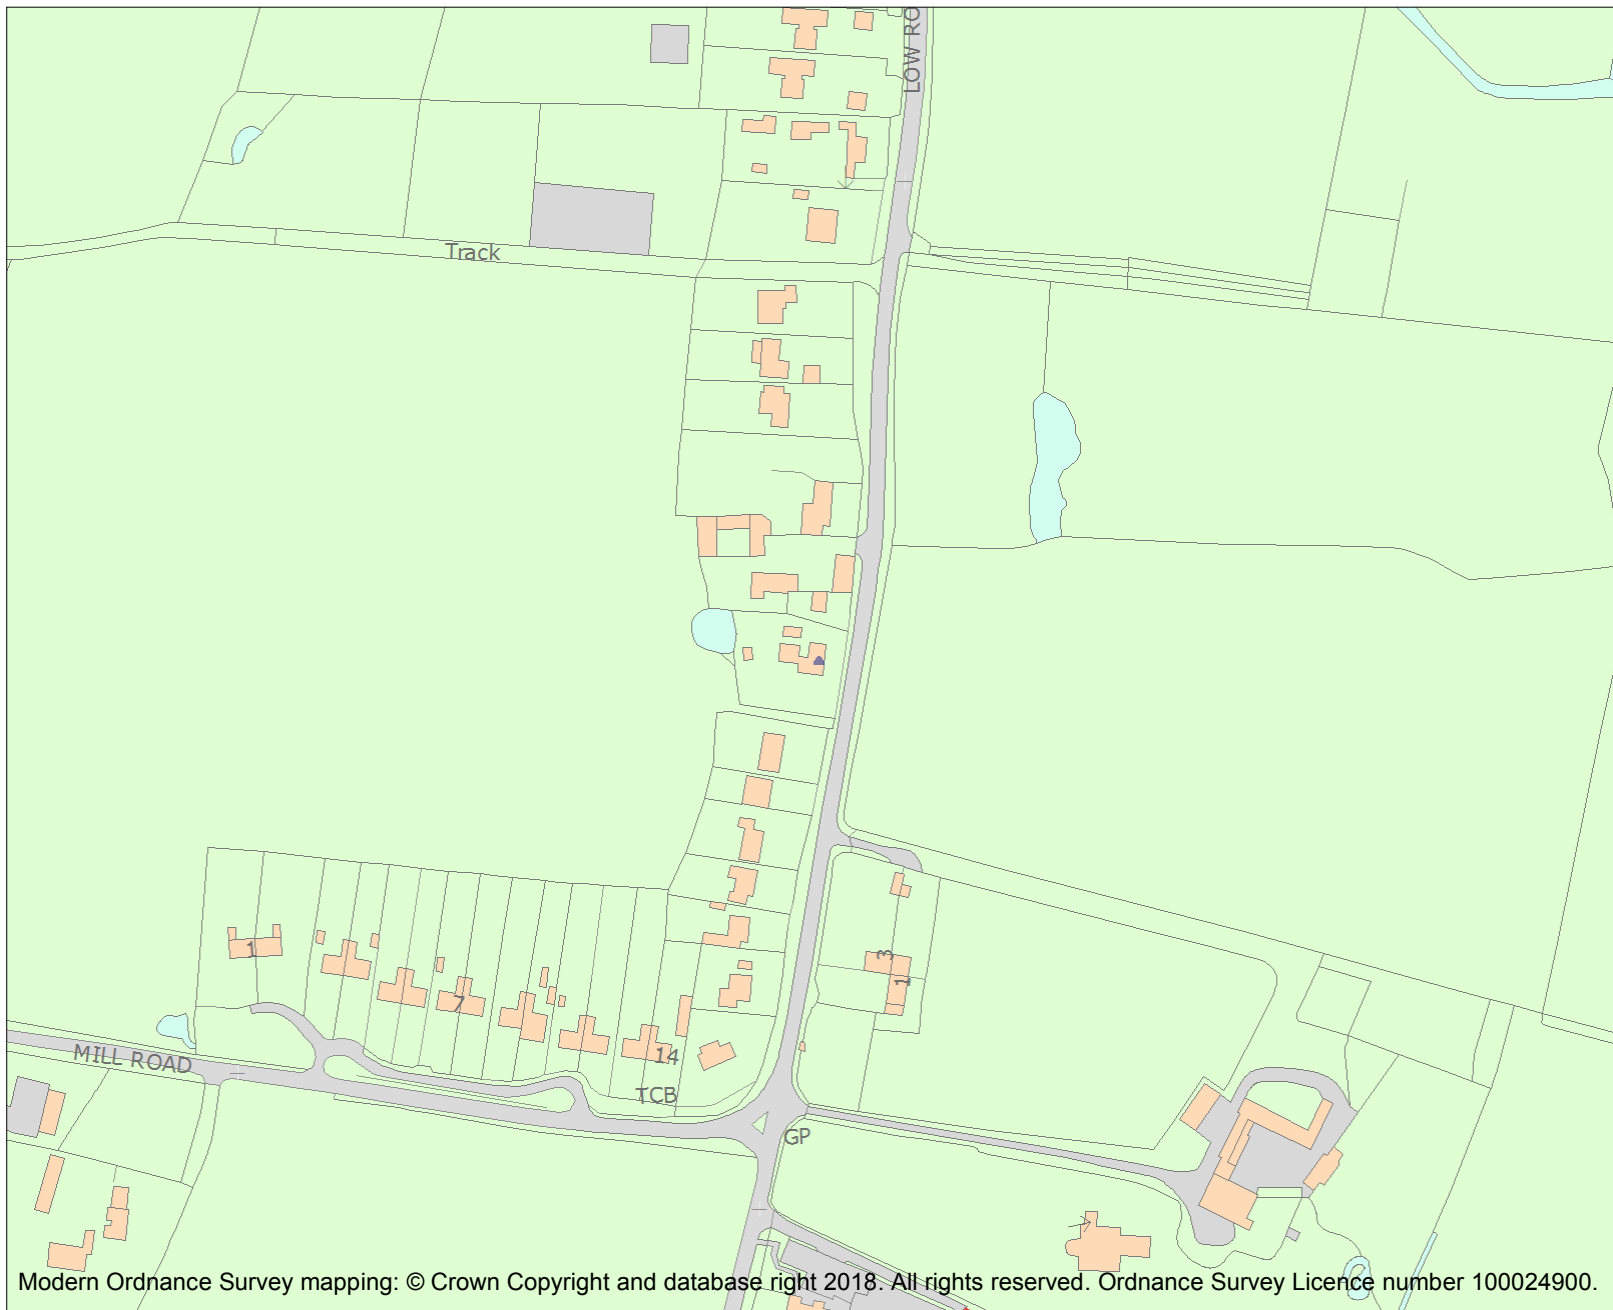 LOW RO
Track
1
7
3
1
14
MILL ROAD
TCB
GP
Modern Ordnance Survey mapping: © Crown Copyright and database right 2018. All rights reserved. Ordnance Survey Licence number 100024900.